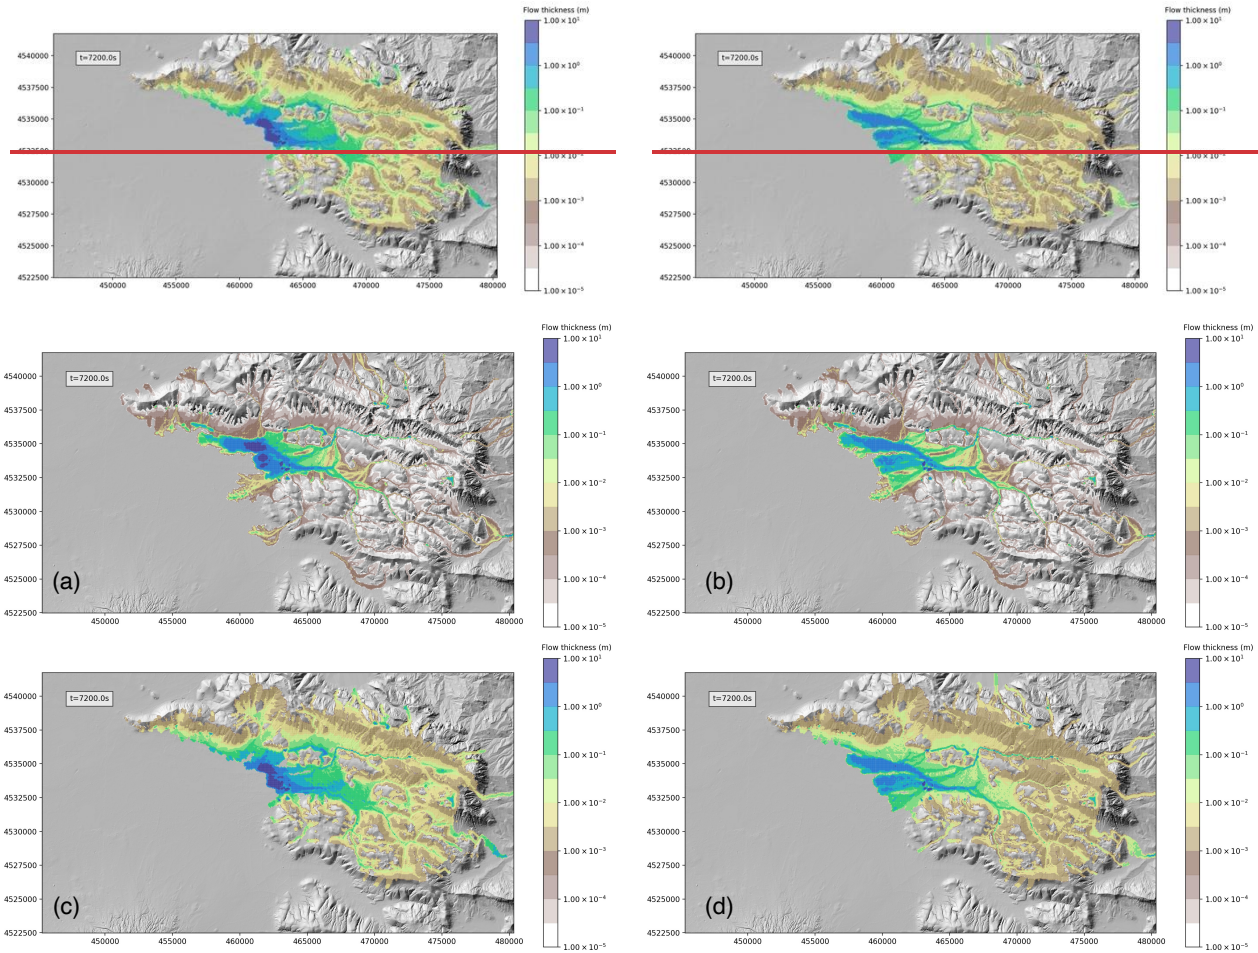 Flow thickness (m)
Flow thickness (m)
1.00 × 10¹
1.00 × 10¹
t=7200.0s
t=7200.0s
4540000
4540000
1.00 × 10⁰
1.00 × 10⁰
4537500
4537500
1.00 × 10⁻¹
1.00 × 10⁻¹
4535000
4535000
4530000
4530000
1.00 × 10⁻³
1.00 × 10⁻³
4527500
4527500
4525000
4525000
1.00 × 10⁻⁴
1.00 × 10⁻⁴
4522500
4522500
450000 455000 460000 465000 470000 475000 480000
450000 455000 460000 465000 470000 475000 480000
1.00 × 10⁻⁵
1.00 × 10⁻⁵
Flow thickness (m)
Flow thickness (m)
1.00 × 10¹
1.00 × 10¹
t=7200.0s
t=7200.0s
4540000
4540000
1.00 × 10⁰
1.00 × 10⁰
4537500
4537500
4535000
4535000
1.00 × 10⁻¹
1.00 × 10⁻¹
4532500
4532500
1.00 × 10⁻²
1.00 × 10⁻²
4530000
4530000
1.00 × 10⁻³
1.00 × 10⁻³
4527500
4527500
4525000
4525000
1.00 × 10⁻⁴
1.00 × 10⁻⁴
(a)
(b)
4522500
4522500
450000 455000 460000 465000 470000 475000 480000
450000 455000 460000 465000 470000 475000 480000
1.00 × 10⁻⁵
1.00 × 10⁻⁵
Flow thickness (m)
Flow thickness (m)
1.00 × 10¹
1.00 × 10¹
t=7200.0s
t=7200.0s
4540000
4540000
1.00 × 10⁰
1.00 × 10⁰
4537500
4537500
4535000
4535000
1.00 × 10⁻¹
1.00 × 10⁻¹
4532500
4532500
1.00 × 10⁻²
1.00 × 10⁻²
4530000
4530000
1.00 × 10⁻³
1.00 × 10⁻³
4527500
4527500
4525000
4525000
1.00 × 10⁻⁴
1.00 × 10⁻⁴
(c)
(d)
4522500
4522500
450000 455000 460000 465000 470000 475000 480000
450000 455000 460000 465000 470000 475000 480000
1.00 × 10⁻⁵
1.00 × 10⁻⁵